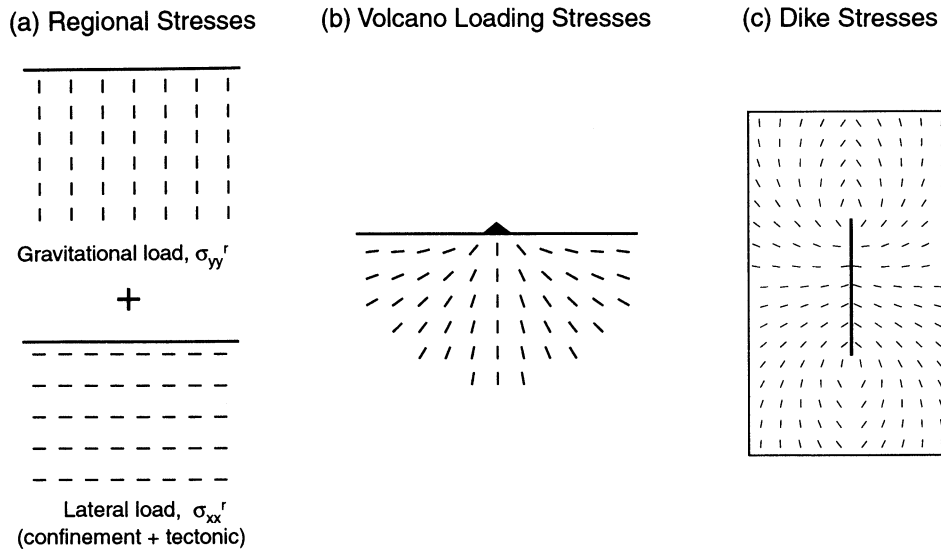 (a) Regional Stresses
Gravitational load, σyyʳ
+
Lateral load, σxxʳ
(confinement + tectonic)
(b) Volcano Loading Stresses
(c) Dike Stresses